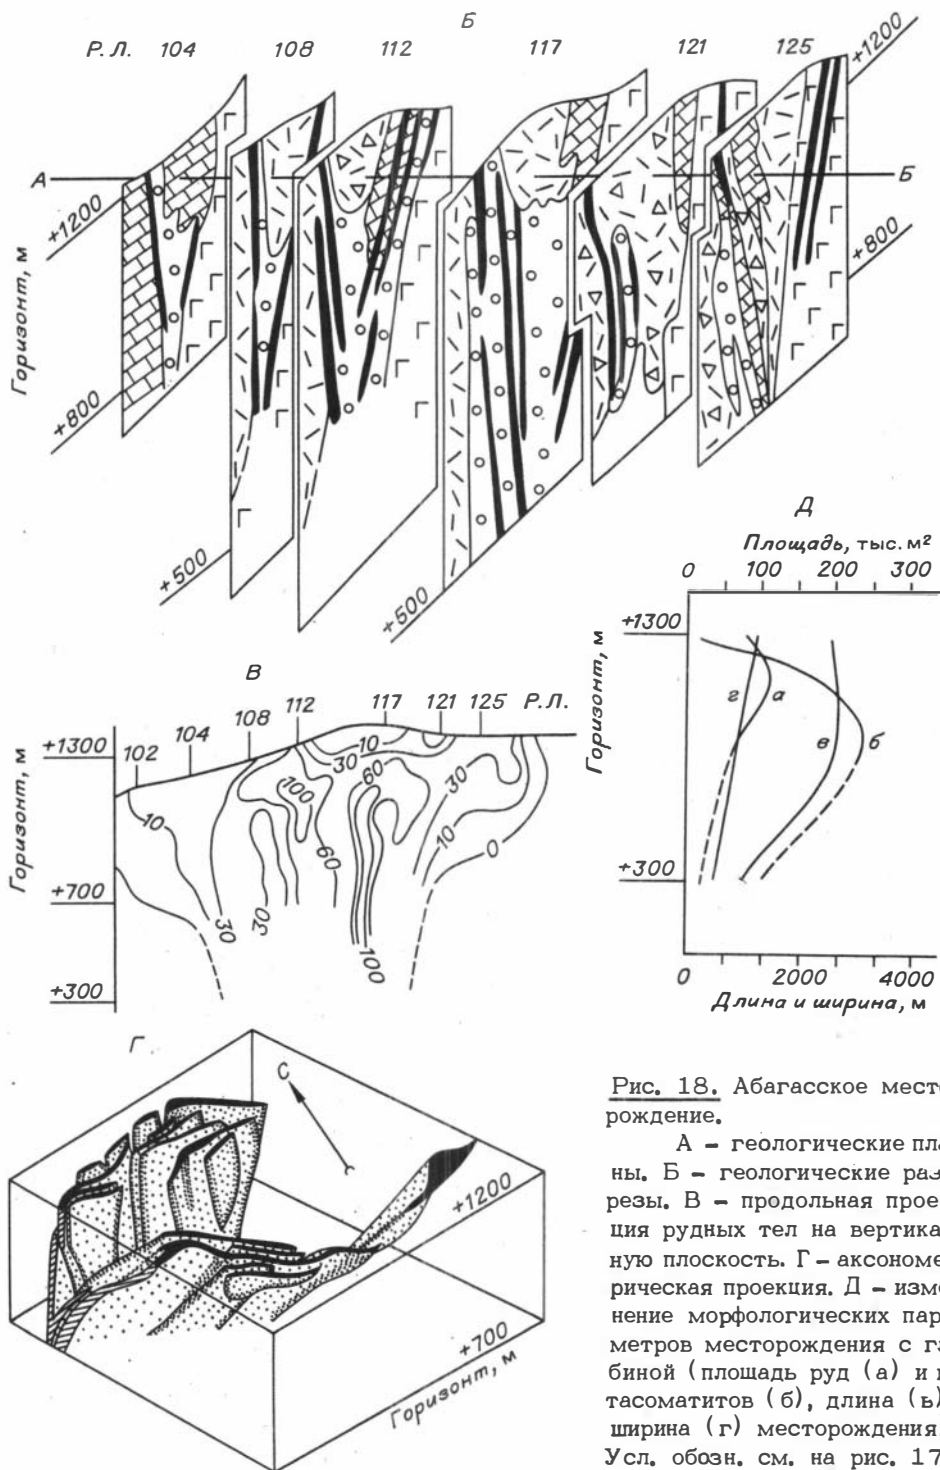 Б
Р.Л. 104 108 112 117 121 125
+1200
А Б
+1200
+800
Горизонт, м
+800
+500
+500
Д
Площадь, тыс. м²
0 100 200 300
+1300
г а в б
Горизонт, м
+300
0 2000 4000
Длина и ширина, м
В
102 104 108 112 117 121 125 Р.Л.
+1300
Горизонт, м
+700
+300
10 30 30 100 60 10 30 60 100 30 10 0
Г
С
+1200
+700
Горизонт, м
Рис. 18. Абагасское место
рождение.
А – геологические пла
ны. Б – геологические раз
резы. В – продольная прое
ция рудных тел на вертика
ную плоскость. Г – аксономе
рическая проекция. Д – изме
нение морфологических пар
метров месторождения с г
биной (площадь руд (а) и
тасоматитов (б), длина (в)
ширина (г) месторождения
Усл. обозн. см. на рис. 17